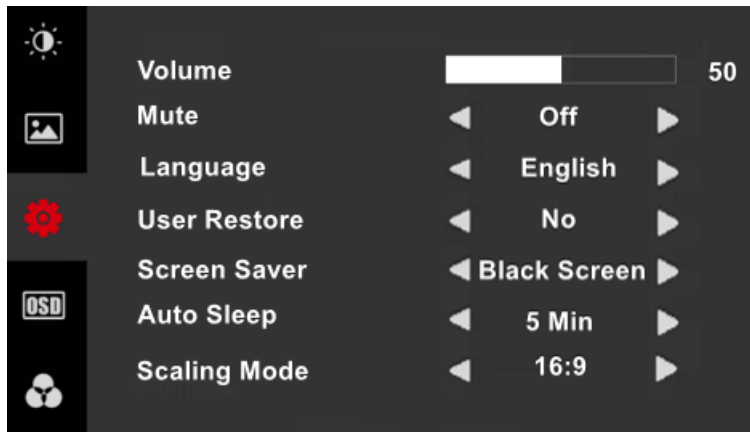 Volume 50
Mute Off
Language English
User Restore No
Screen Saver Black Screen
OSD
Auto Sleep 5 Min
Scaling Mode 16:9